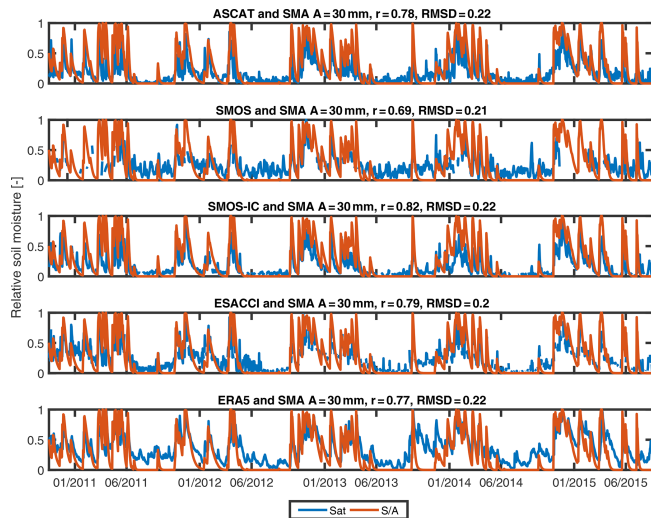 ASCAT and SMA A = 30 mm, r = 0.78, RMSD = 0.22
1
0.5
0
SMOS and SMA A = 30 mm, r = 0.69, RMSD = 0.21
1
0.5
0
SMOS-IC and SMA A = 30 mm, r = 0.82, RMSD = 0.22
1
0.5
0
Relative soil moisture [-]
ESACCI and SMA A = 30 mm, r = 0.79, RMSD = 0.2
1
0.5
0
ERA5 and SMA A = 30 mm, r = 0.77, RMSD = 0.22
1
0.5
0
01/2011 06/2011 01/2012 06/2012 01/2013 06/2013 01/2014 06/2014 01/2015 06/2015
Sat S/A